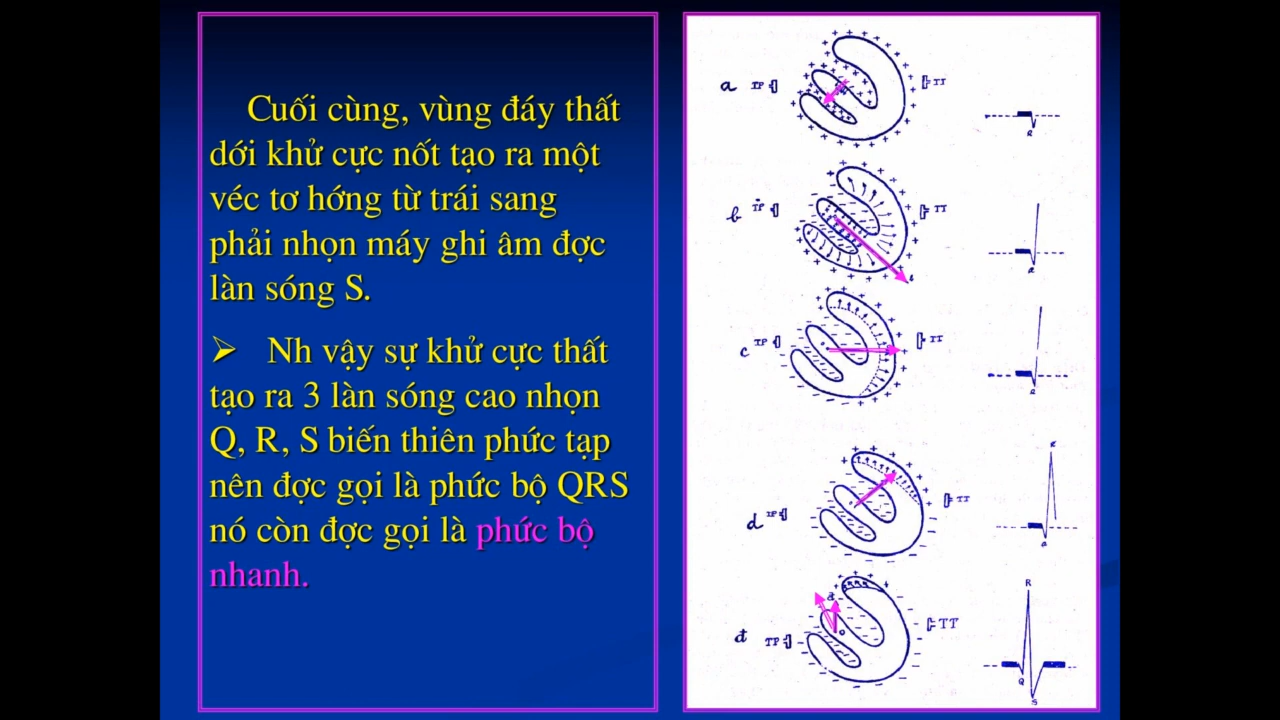 Cuối cùng, vùng đáy thất
dới khử cực nốt tạo ra một
véc tơ hớng từ trái sang
phải nhọn máy ghi âm đợc
làn sóng S.
Nh vậy sự khử cực thất
tạo ra 3 làn sóng cao nhọn
Q, R, S biến thiên phức tạp
nên đợc gọi là phức bộ QRS
nó còn đợc gọi là phức bộ
nhanh.
a TP TT
b TP TT
c TP TT
d TP TT
R
đ TP TT
Q
S